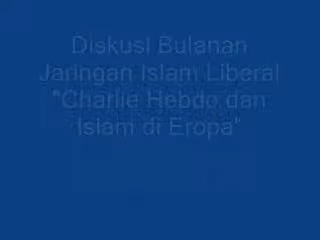 Diskusi Bulanan
Jaringan Islam Liberal
"Charlie Hebdo dan
Islam di Eropa"